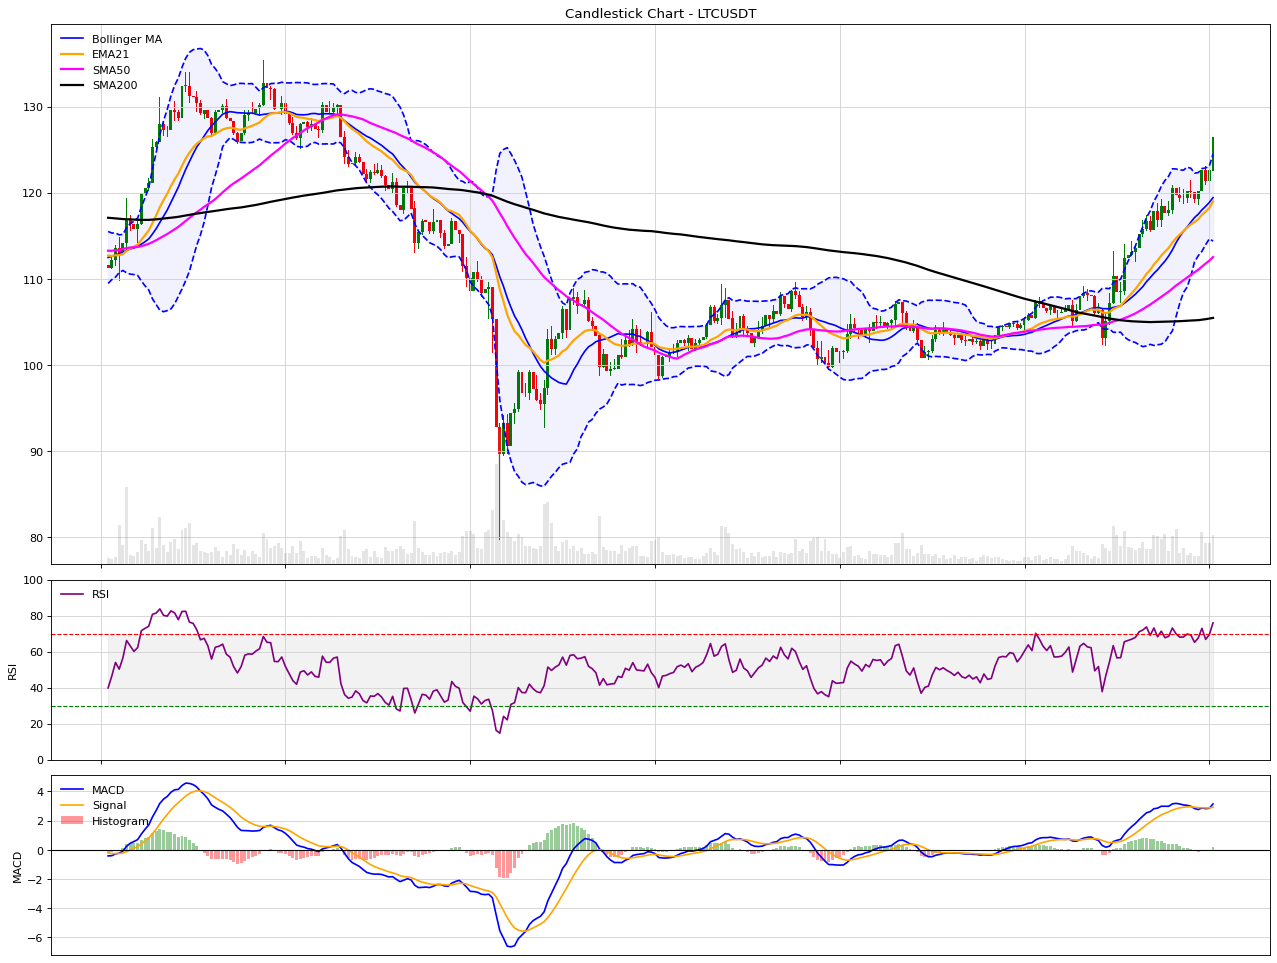 Candlestick Chart - LTCUSDT
Bollinger MA
EMA21
SMA50
SMA200
130
120
110
100
90
80
100
80
60
40
20
0
RSI
RSI
4
2
0
−2
−4
−6
MACD
MACD
Signal
Histogram